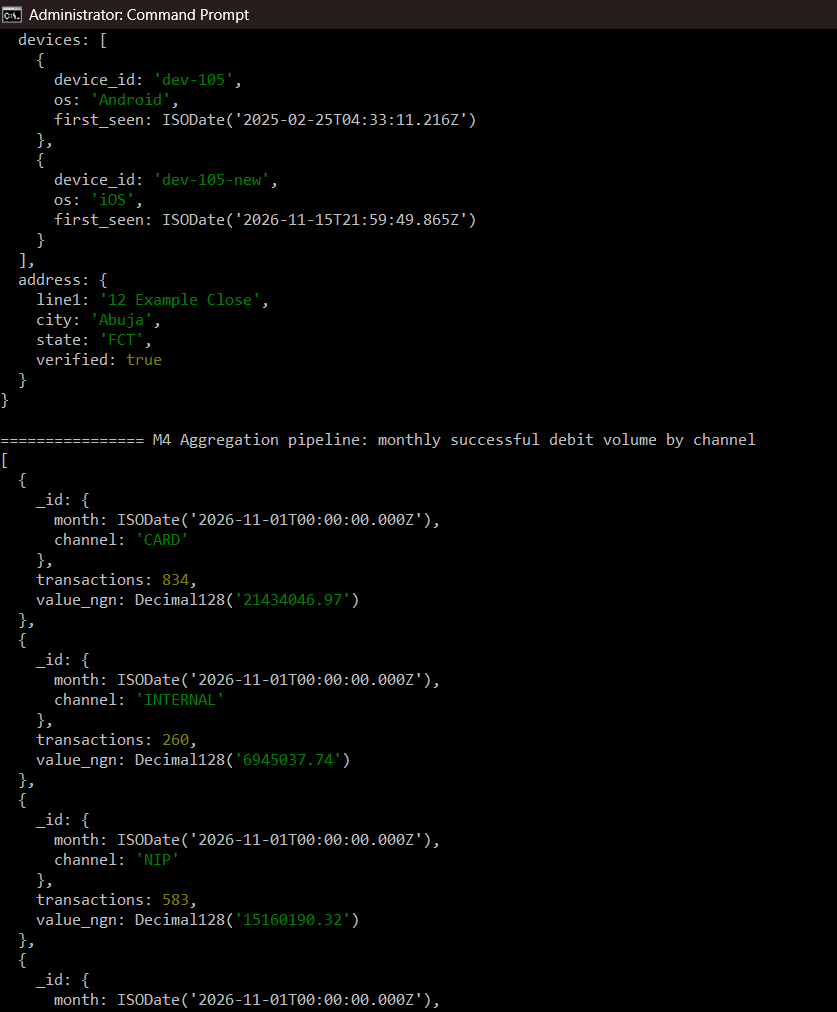 Administrator: Command Prompt
  devices: [
    {
      device_id: 'dev-105',
      os: 'Android',
      first_seen: ISODate('2025-02-25T04:33:11.216Z')
    },
    {
      device_id: 'dev-105-new',
      os: 'iOS',
      first_seen: ISODate('2026-11-15T21:59:49.865Z')
    }
  ],
  address: {
    line1: '12 Example Close',
    city: 'Abuja',
    state: 'FCT',
    verified: true
  }
}
================ M4 Aggregation pipeline: monthly successful debit volume by channel
[
  {
    _id: {
      month: ISODate('2026-11-01T00:00:00.000Z'),
      channel: 'CARD'
    },
    transactions: 834,
    value_ngn: Decimal128('21434046.97')
  },
  {
    _id: {
      month: ISODate('2026-11-01T00:00:00.000Z'),
      channel: 'INTERNAL'
    },
    transactions: 260,
    value_ngn: Decimal128('6945037.74')
  },
  {
    _id: {
      month: ISODate('2026-11-01T00:00:00.000Z'),
      channel: 'NIP'
    },
    transactions: 583,
    value_ngn: Decimal128('15160190.32')
  },
  {
    _id: {
      month: ISODate('2026-11-01T00:00:00.000Z'),